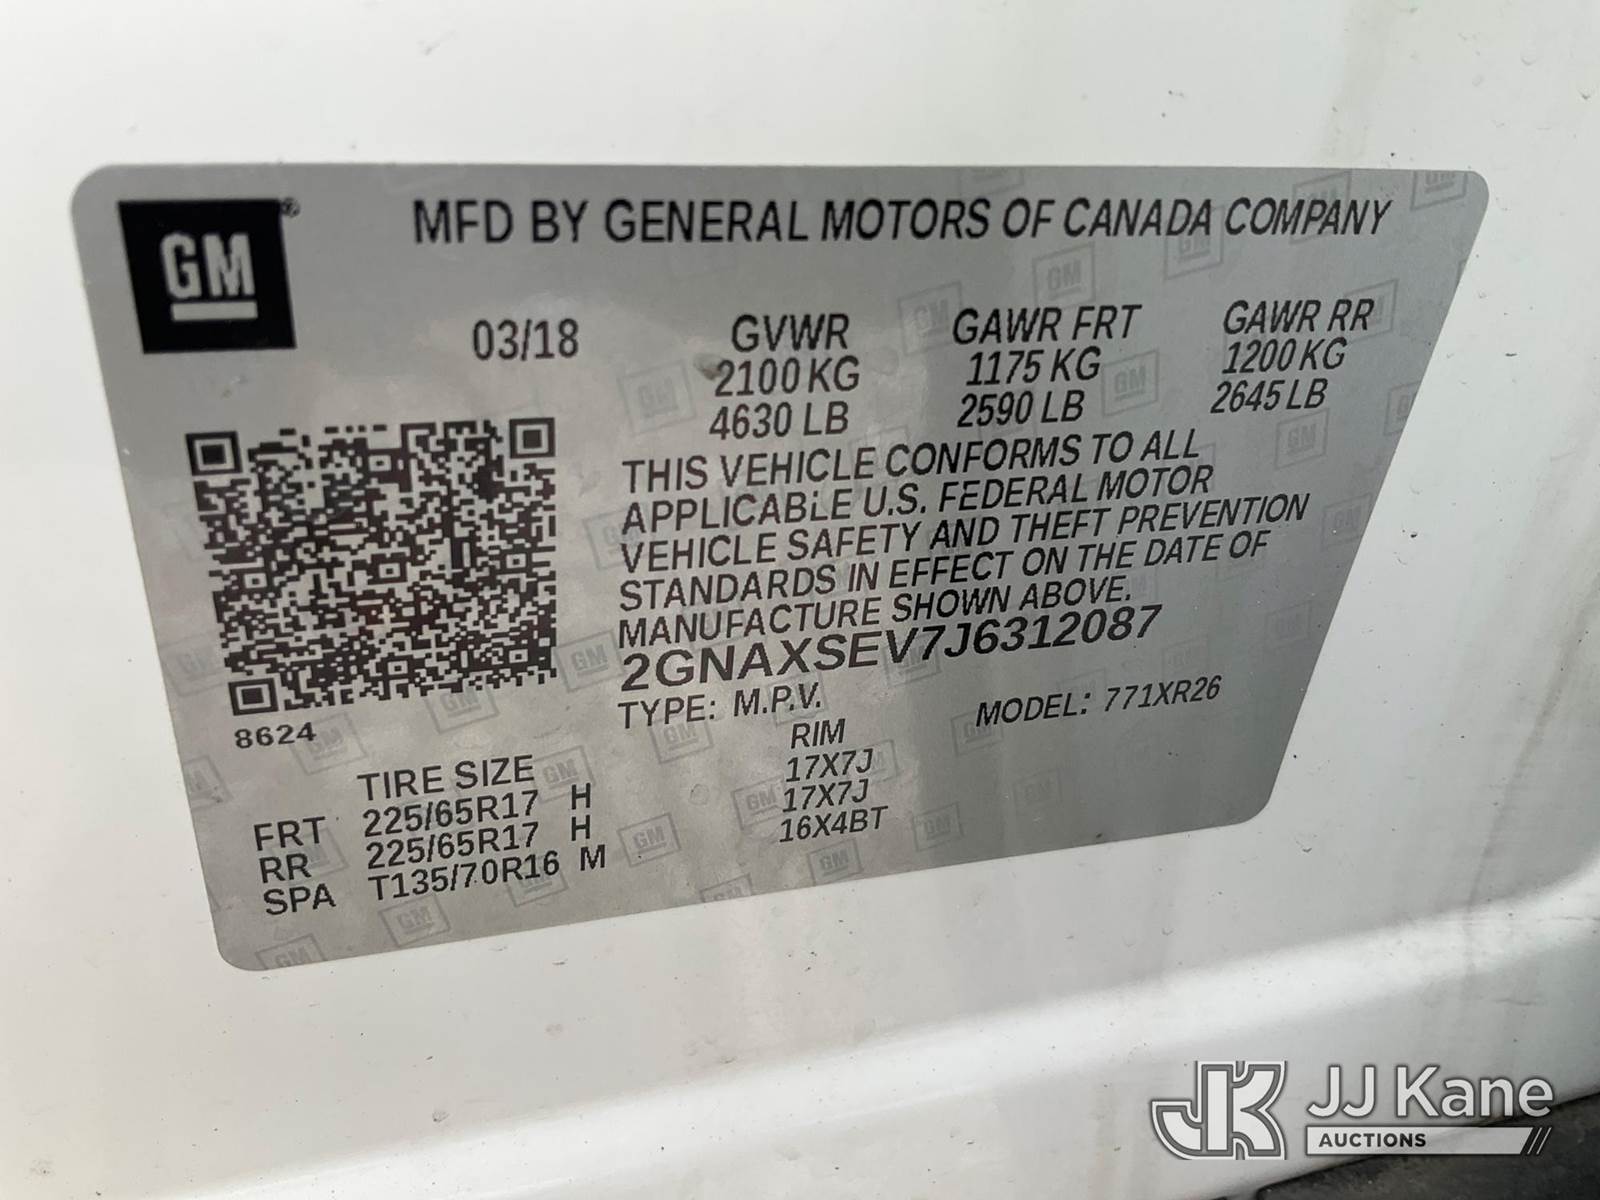 GM®
MFD BY GENERAL MOTORS OF CANADA COMPANY
03/18
GVWR GAWR FRT GAWR RR
2100 KG 1175 KG 1200 KG
4630 LB 2590 LB 2645 LB
THIS VEHICLE CONFORMS TO ALL
APPLICABLE U.S. FEDERAL MOTOR
VEHICLE SAFETY AND THEFT PREVENTION
STANDARDS IN EFFECT ON THE DATE OF
MANUFACTURE SHOWN ABOVE.
2GNAXSEV7J6312087
TYPE: M.P.V. MODEL: 771XR26
8624
TIRE SIZE RIM
FRT 225/65R17 H 17X7J
RR 225/65R17 H 17X7J
SPA T135/70R16 M 16X4BT
JK JJ Kane
AUCTIONS